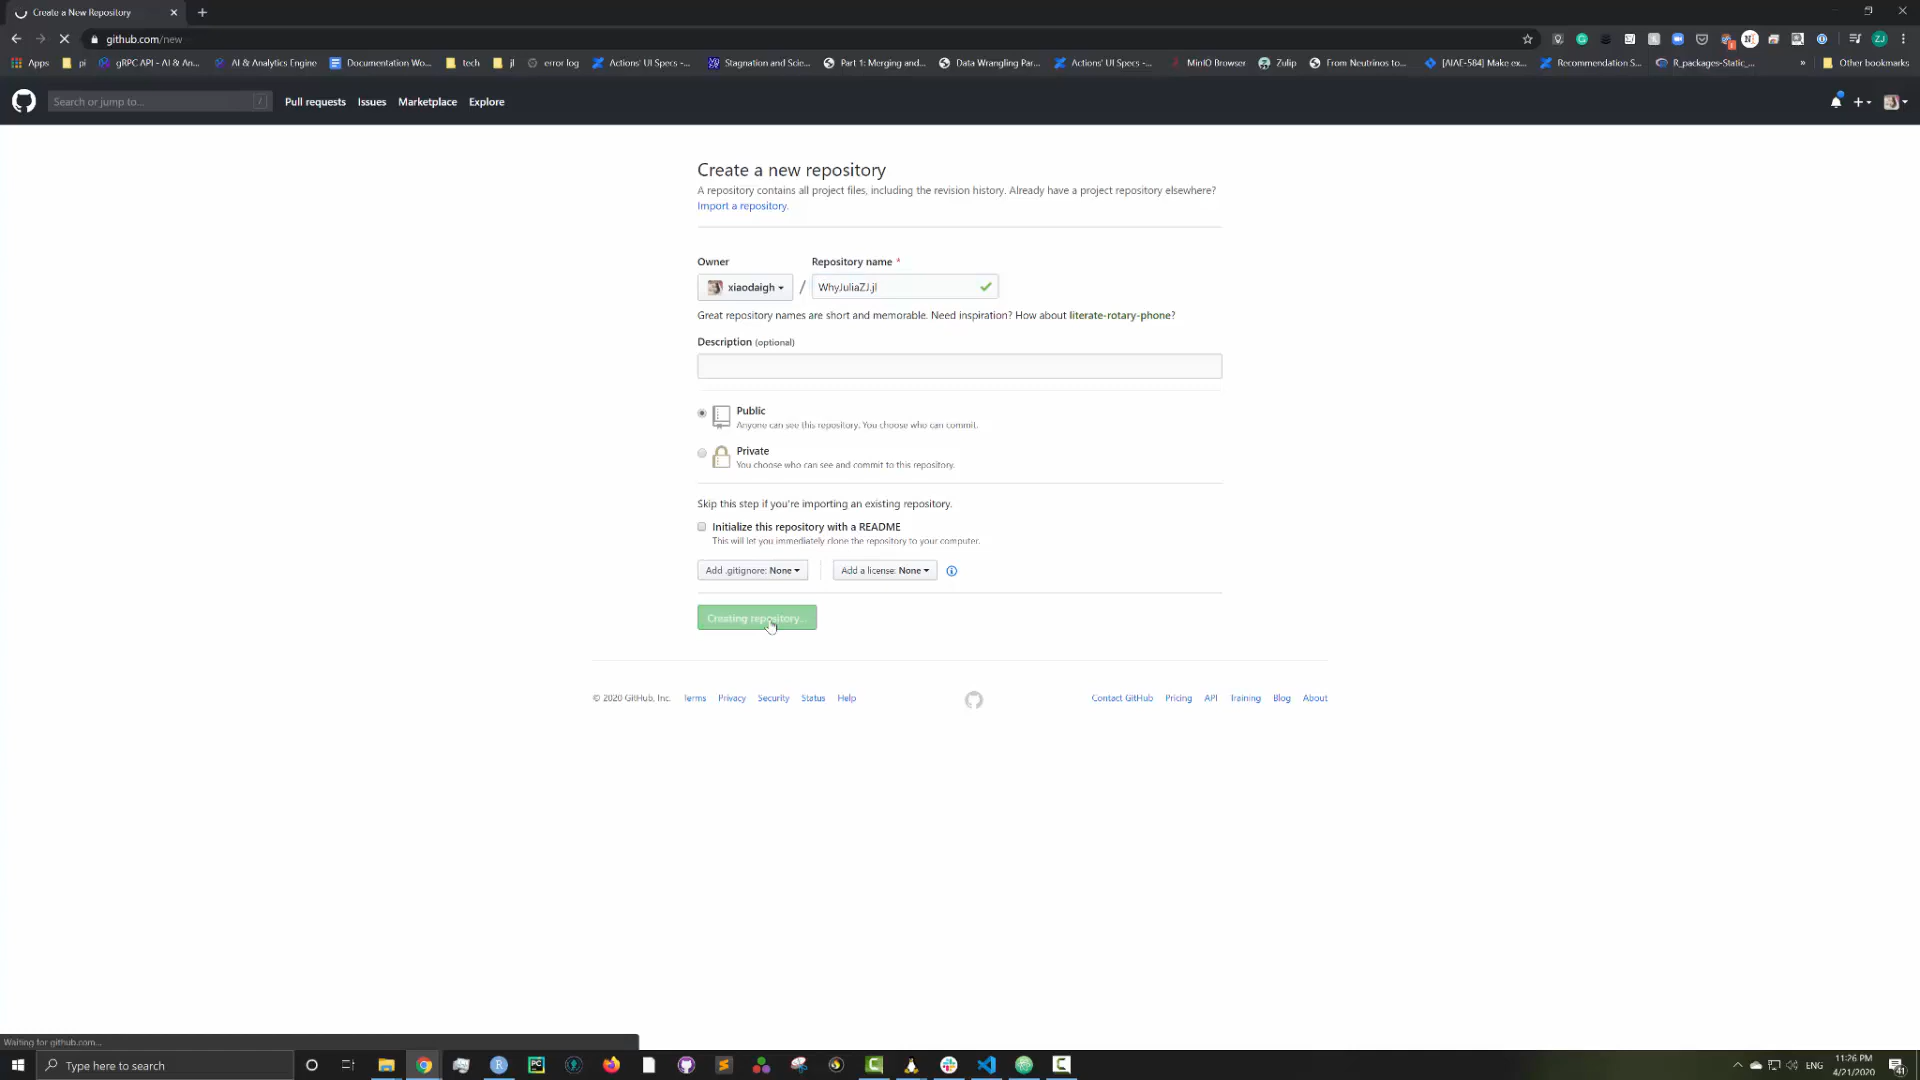 Create a New Repository
github.com/new
Apps
pi
gRPC API - AI & An...
AI & Analytics Engine
Documentation Wo...
tech
jl
error log
Actions' UI Specs -...
Stagnation and Scie...
Part 1: Merging and...
Data Wrangling Par...
Actions' UI Specs -...
MinIO Browser
Zulip
From Neutrinos to...
[AIAE-584] Make ex...
Recommendation S...
R_packages-Static_...
»
Other bookmarks
Search or jump to...
/
Pull requests
Issues
Marketplace
Explore
Create a new repository
A repository contains all project files, including the revision history. Already have a project repository elsewhere?
Import a repository.
Owner
Repository name *
xiaodaigh
/
WhyJuliaZJ.jl
Great repository names are short and memorable. Need inspiration? How about literate-rotary-phone?
Description (optional)
Public
Anyone can see this repository. You choose who can commit.
Private
You choose who can see and commit to this repository.
Skip this step if you're importing an existing repository.
Initialize this repository with a README
This will let you immediately clone the repository to your computer.
Add .gitignore: None
Add a license: None
Creating repository...
© 2020 GitHub, Inc.
Terms
Privacy
Security
Status
Help
Contact GitHub
Pricing
API
Training
Blog
About
Waiting for github.com...
Type here to search
ENG
11:26 PM
4/21/2020